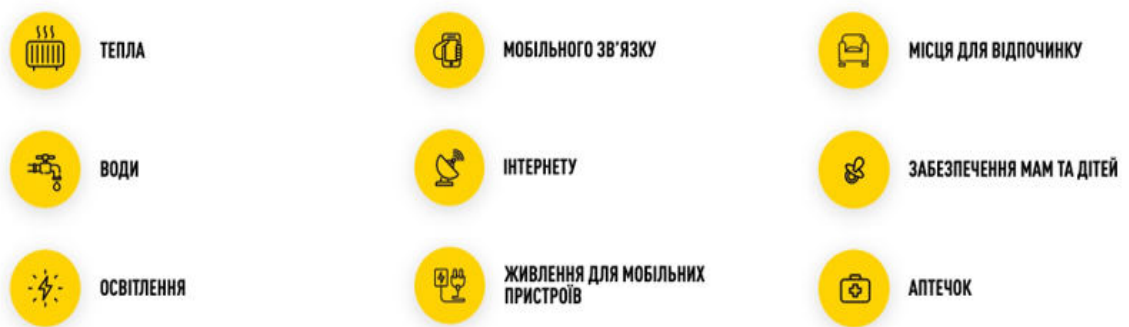 ТЕПЛА
МОБІЛЬНОГО ЗВ'ЯЗКУ
МІСЦЯ ДЛЯ ВІДПОЧИНКУ
ВОДИ
ІНТЕРНЕТУ
ЗАБЕЗПЕЧЕННЯ МАМ ТА ДІТЕЙ
ОСВІТЛЕННЯ
ЖИВЛЕННЯ ДЛЯ МОБІЛЬНИХ
ПРИСТРОЇВ
АПТЕЧОК